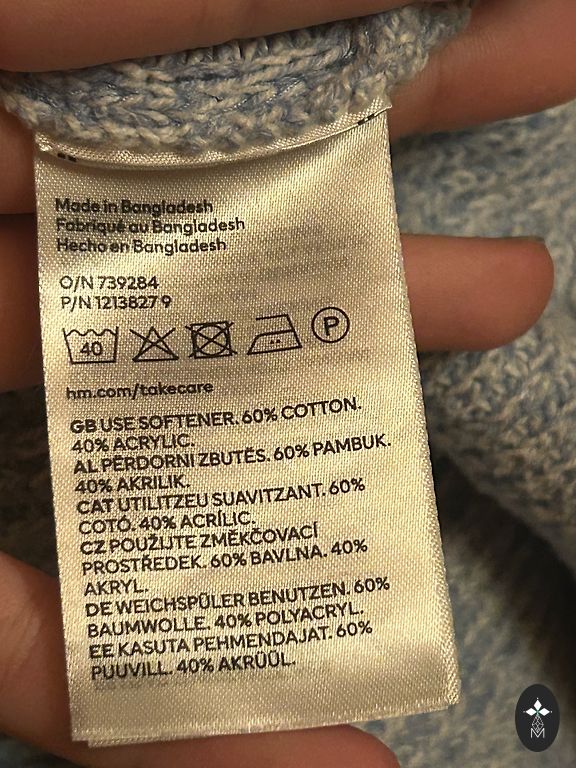 Made in Bangladesh
Fabriqué au Bangladesh
Hecho en Bangladesh
O/N 739284
P/N 1213827 9
40
P
hm.com/takecare
GB USE SOFTENER. 60% COTTON.
40% ACRYLIC.
AL PËRDORNI ZBUTËS. 60% PAMBUK.
40% AKRILIK.
CAT UTILITZEU SUAVITZANT. 60%
COTÓ. 40% ACRÍLIC.
CZ POUŽIJTE ZMĚKČOVACÍ
PROSTŘEDEK. 60% BAVLNA. 40%
AKRYL.
DE WEICHSPÜLER BENUTZEN. 60%
BAUMWOLLE. 40% POLYACRYL.
EE KASUTA PEHMENDAJAT. 60%
PUUVILL. 40% AKRÜÜL.
M